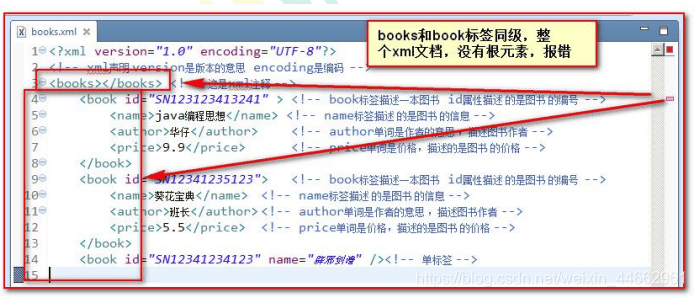 books.xml
books和book标签同级，整
个xml文档，没有根元素，报错
1 <?xml version="1.0" encoding="UTF-8"?>
2 <!-- xml声明 version是版本的意思 encoding是编码 -->
3 <books></books> <!-- 这是xml注释 -->
4 <book id="SN123123413241" > <!-- book标签描述一本图书 id属性描述 的是图书 的编号 -->
5 <name>java编程思想</name> <!-- name标签描述 的是图书 的信息 -->
6 <author>华仔</author> <!-- author单词是作者的意思，描述图书作者 -->
7 <price>9.9</price> <!-- price单词是价格，描述的是图书 的价格 -->
8 </book>
9 <book id="SN12341235123"> <!-- book标签描述一本图书 id属性描述 的是图书 的编号 -->
10 <name>葵花宝典</name> <!-- name标签描述 的是图书 的信息 -->
11 <author>班长</author> <!-- author单词是作者的意思，描述图书作者 -->
12 <price>5.5</price> <!-- price单词是价格，描述的是图书 的价格 -->
13 </book>
14 <book id="SN12341234123" name="辟邪剑谱" /><!-- 单标签 -->
15
https://blog.csdn.net/weixin_44662961